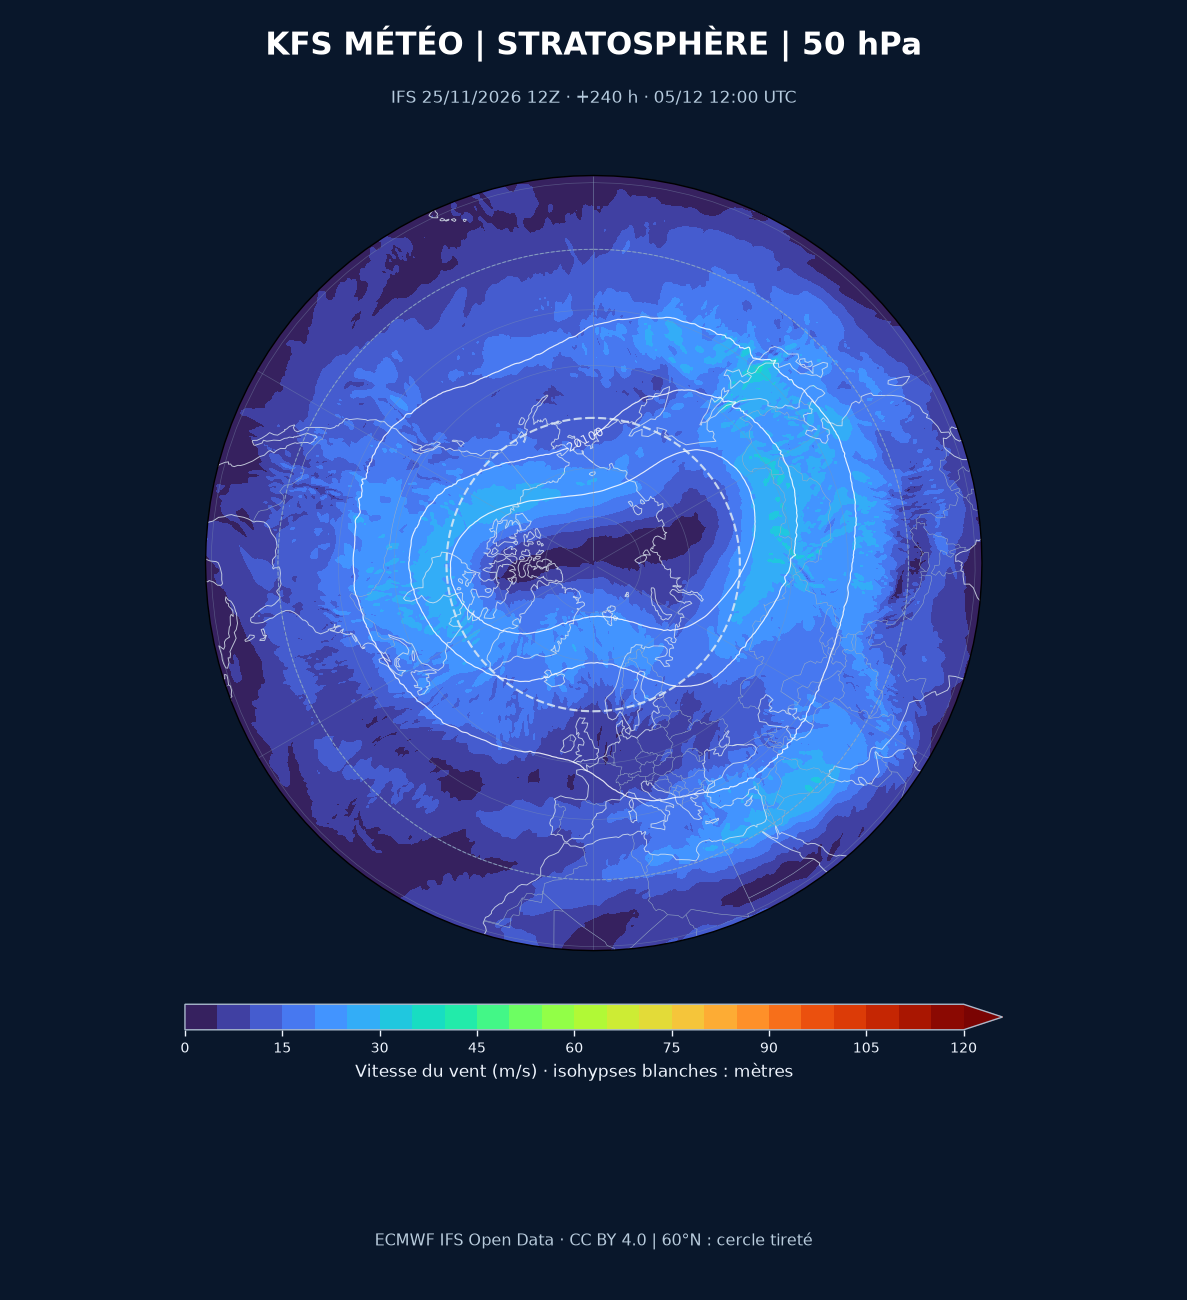 KFS MÉTÉO | STRATOSPHÈRE | 50 hPa
IFS 25/11/2026 12Z · +240 h · 05/12 12:00 UTC
20100
0 15 30 45 60 75 90 105 120
Vitesse du vent (m/s) · isohypses blanches : mètres
ECMWF IFS Open Data · CC BY 4.0 | 60°N : cercle tireté